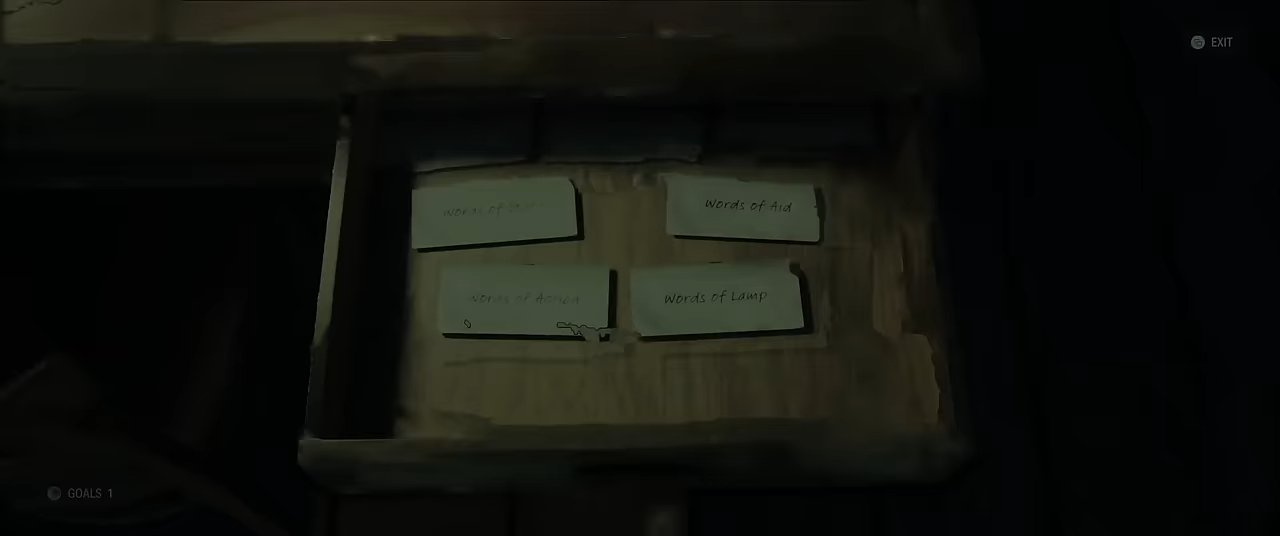 EXIT
Words of
Words of Aid
Words of Action
Words of Lamp
GOALS 1